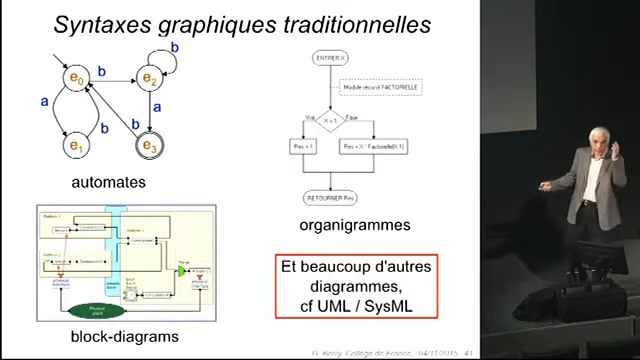 Syntaxes graphiques traditionnelles
b
e0
b
e2
a
b
b
a
e1
e3
automates
ENTRER X
Module récursif FACTORIELLE
Vrai
X = 1
Faux
Res = 1
Res = X * Factorielle(X-1)
RETOURNER Res
organigrammes
Physical
plant
block-diagrams
Et beaucoup d'autres
diagrammes,
cf UML / SysML
G. Berry, Collège de France, 04/11/2015 41